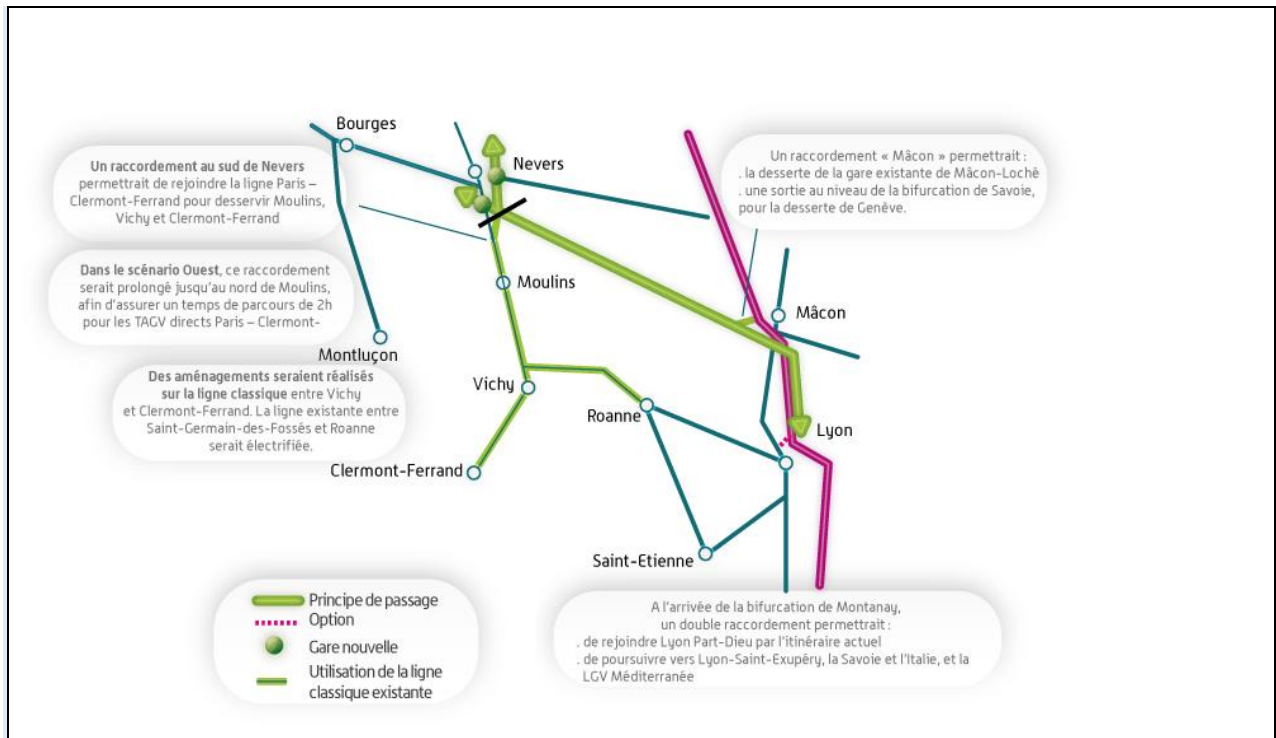 Bourges
Nevers
Un raccordement au sud de Nevers
permettrait de rejoindre la ligne Paris –
Clermont-Ferrand pour desservir Moulins,
Vichy et Clermont-Ferrand
Un raccordement « Mâcon » permettrait :
. la desserte de la gare existante de Mâcon-Loché
. une sortie au niveau de la bifurcation de Savoie,
pour la desserte de Genève.
Dans le scénario Ouest, ce raccordement
serait prolongé jusqu'au nord de Moulins,
afin d'assurer un temps de parcours de 2h
pour les TAGV directs Paris – Clermont-
Moulins
Mâcon
Montluçon
Des aménagements seraient réalisés
sur la ligne classique entre Vichy
et Clermont-Ferrand. La ligne existante entre
Saint-Germain-des-Fossés et Roanne
serait électrifiée.
Vichy
Roanne
Lyon
Clermont-Ferrand
Saint-Etienne
Principe de passage
Option
Gare nouvelle
Utilisation de la ligne
classique existante
A l'arrivée de la bifurcation de Montanay,
un double raccordement permettrait :
. de rejoindre Lyon Part-Dieu par l'itinéraire actuel
. de poursuivre vers Lyon-Saint-Exupéry, la Savoie et l'Italie, et la
LGV Méditerranée